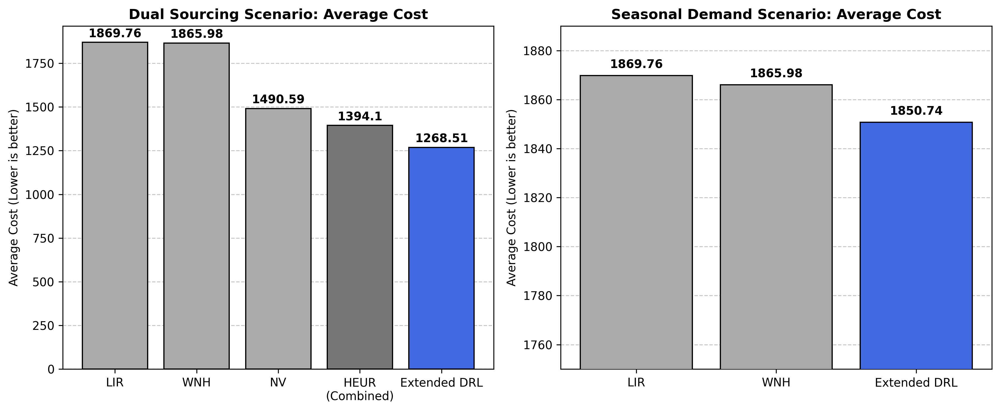 Dual Sourcing Scenario: Average Cost
Average Cost (Lower is better)
1750
1500
1250
1000
750
500
250
0
1869.76
1865.98
1490.59
1394.1
1268.51
LIR
WNH
NV
HEUR
(Combined)
Extended DRL
Seasonal Demand Scenario: Average Cost
Average Cost (Lower is better)
1880
1860
1840
1820
1800
1780
1760
1869.76
1865.98
1850.74
LIR
WNH
Extended DRL